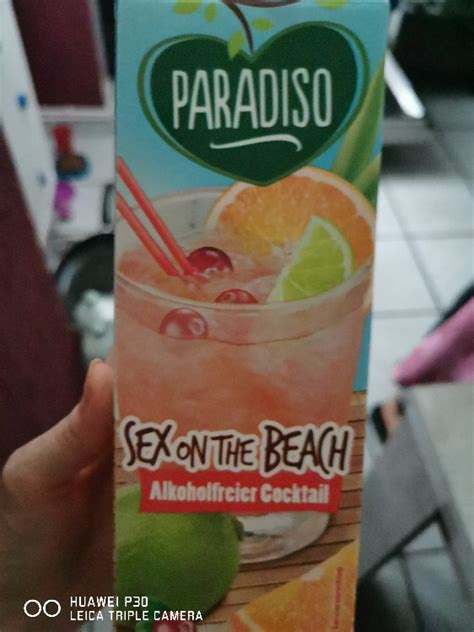 PARADISO
SEX ON THE BEACH
Alkoholfreier Cocktail
HUAWEI P30
LEICA TRIPLE CAMERA